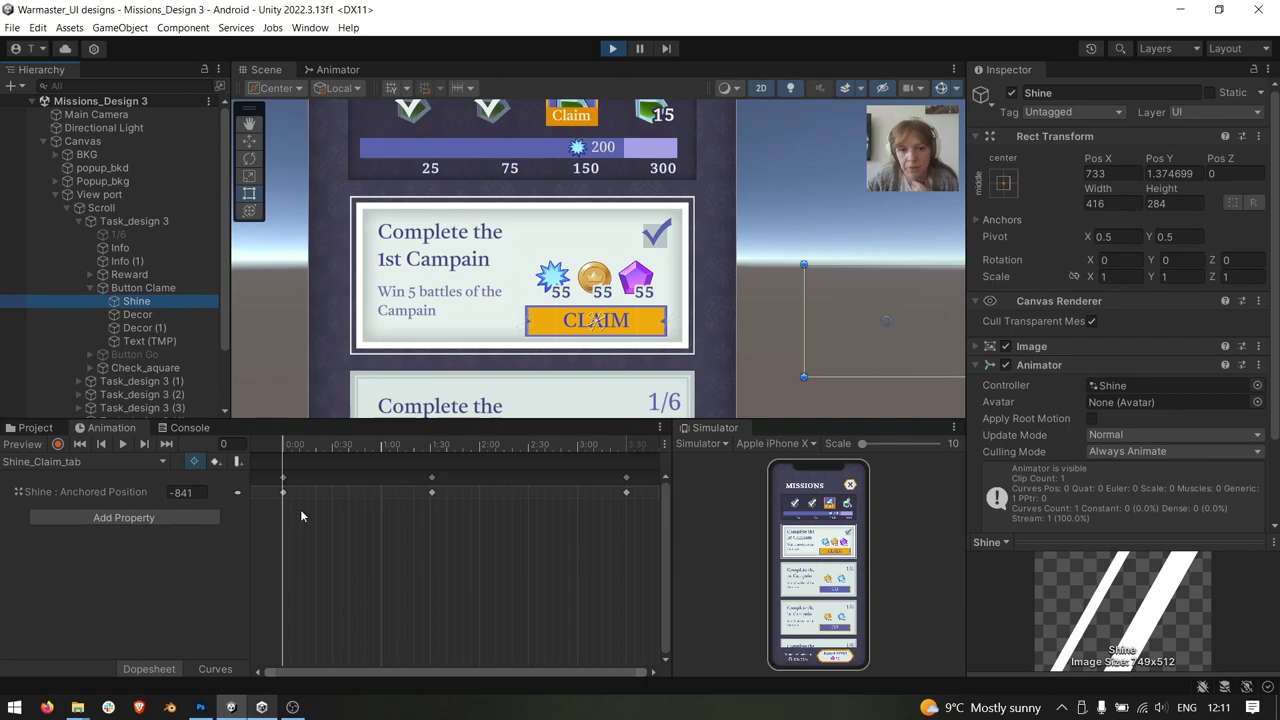 Warmaster_UI designs - Missions_Design 3 - Android - Unity 2022.3.13f1 <DX11>
File Edit Assets GameObject Component Services Jobs Window Help
T Layers Layout
Hierarchy
All
Missions_Design 3
Main Camera
Directional Light
Canvas
BKG
popup_bkd
Popup_bkg
View port
Scroll
Task_design 3
1/6
Info
Info (1)
Reward
Button Clame
Shine
Decor
Decor (1)
Text (TMP)
Button Go
Check_aquare
Task_design 3 (1)
Task_design 3 (2)
Task_design 3 (3)
Scene Animator
Center Local 2D
Claim 15
200
25 75 150 300
Complete the
1st Campain
Win 5 battles of the
Campain
55 55 55
CLAIM
Complete the 1/6
Inspector
Shine Static
Tag Untagged Layer UI
Rect Transform
center
middle
Pos X Pos Y Pos Z
733 1.374699 0
Width Height
416 284
R
Anchors
Pivot X 0.5 Y 0.5
Rotation X 0 Y 0 Z 0
Scale X 1 Y 1 Z 1
Canvas Renderer
Cull Transparent Mes
Image
Animator
Controller Shine
Avatar None (Avatar)
Apply Root Motion
Update Mode Normal
Culling Mode Always Animate
Animator is visible
Clip Count: 1
Curves Pos: 0 Quat: 0 Euler: 0 Scale: 0 Muscles: 0 Generic:
1 PPtr: 0
Curves Count: 1 Constant: 0 (0.0%) Dense: 0 (0.0%)
Stream: 1 (100.0%)
Shine
Shine
Image Size: 749x512
Project Animation Console
Preview 0
0:00 0:30 1:00 1:30 2:00 2:30 3:00 3:30
Shine_Claim_tab
Shine : Anchored Position -841
Add Property
Dopesheet Curves
Simulator
Simulator Apple iPhone X Scale 10
MISSIONS
9°C Mostly sunny ENG 12:11